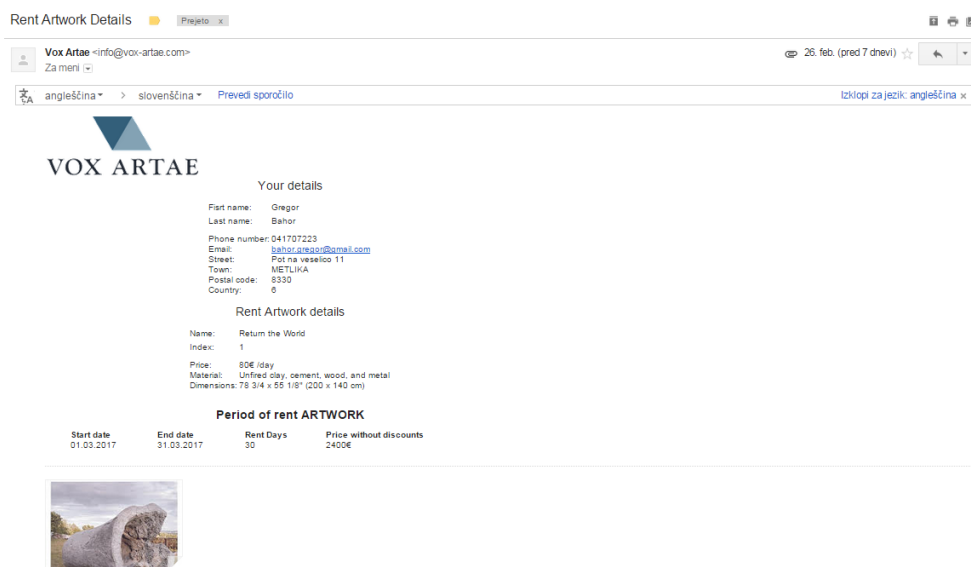 Rent Artwork Details
Prejeto x
Vox Artae <info@vox-artae.com>
26. feb. (pred 7 dnevi)
Za meni
angleščina > slovenščina Prevedi sporočilo Izklopi za jezik: angleščina x
VOX ARTAE
Your details
Fisrt name: Gregor
Last name: Bahor
Phone number: 041707223
Email: bahor.gregor@gmail.com
Street: Pot na veselico 11
Town: METLIKA
Postal code: 8330
Country: 6
Rent Artwork details
Name: Return the World
Index: 1
Price: 80€ /day
Material: Unfired clay, cement, wood, and metal
Dimensions: 78 3/4 x 55 1/8" (200 x 140 cm)
Period of rent ARTWORK
Start date End date Rent Days Price without discounts
01.03.2017 31.03.2017 30 2400€